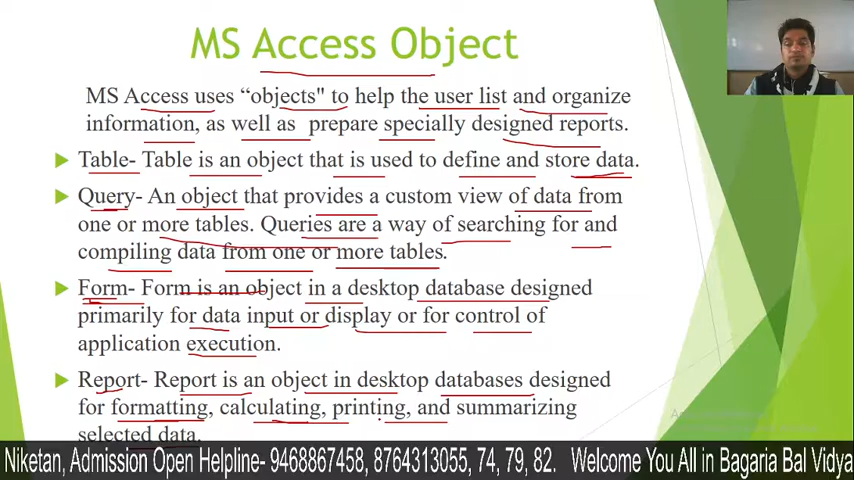 MS Access Object
MS Access uses “objects" to help the user list and organize
information, as well as prepare specially designed reports.
Table- Table is an object that is used to define and store data.
Query- An object that provides a custom view of data from
one or more tables. Queries are a way of searching for and
compiling data from one or more tables.
Form- Form is an object in a desktop database designed
primarily for data input or display or for control of
application execution.
Report- Report is an object in desktop databases designed
for formatting, calculating, printing, and summarizing
selected data.
Niketan, Admission Open Helpline- 9468867458, 8764313055, 74, 79, 82. Welcome You All in Bagaria Bal Vidya